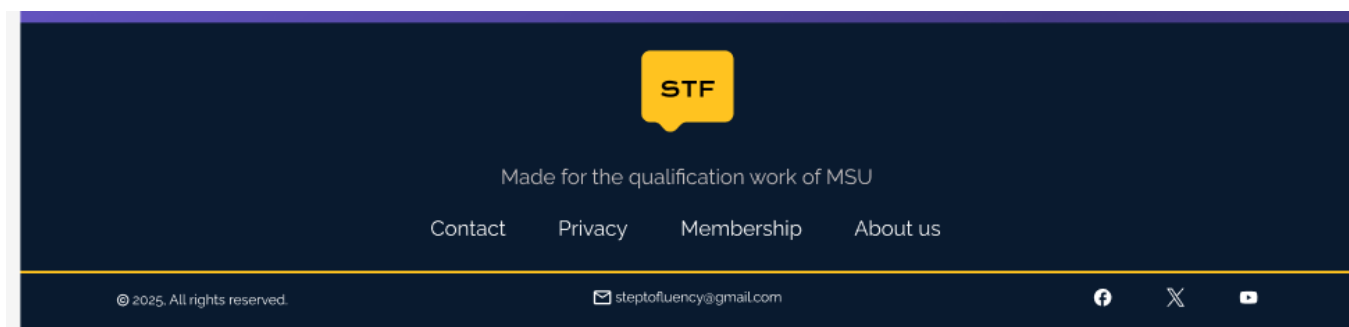 STF
Made for the qualification work of MSU
Contact Privacy Membership About us
© 2025, All rights reserved. steptofluency@gmail.com